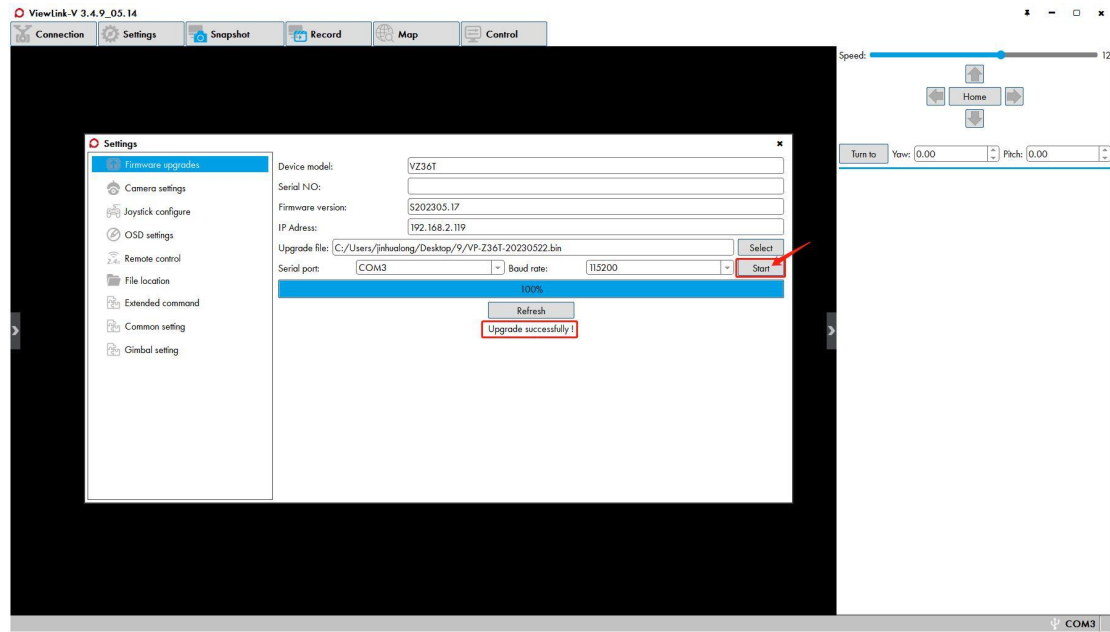 ViewLink-V 3.4.9_05.14
Connection Settings Snapshot Record Map Control
Speed: 12
Home
Turn to Yaw: 0.00 Pitch: 0.00
Settings
Firmware upgrades
Camera settings
Joystick configure
OSD settings
Remote control
File location
Extended command
Common setting
Gimbal setting
Device model: VZ36T
Serial NO:
Firmware version: S202305.17
IP Adress: 192.168.2.119
Upgrade file: C:/Users/jinhualong/Desktop/9/VP-Z36T-20230522.bin Select
Serial port: COM3 Baud rate: 115200 Start
100%
Refresh
Upgrade successfully !
COM3